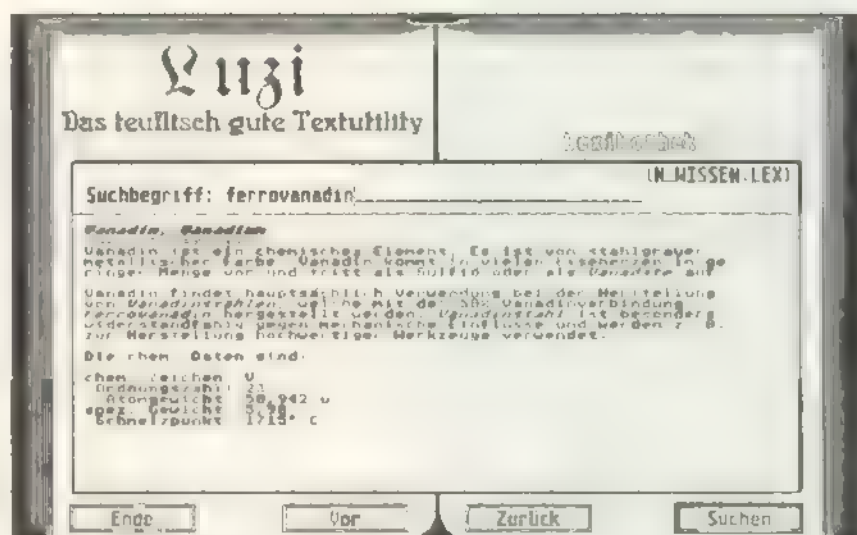 Luzi
Das teuflisch gute Textutility
(N_WISSEN.LEX)
Suchbegriff: ferrovanadin
Vanadin, Vanadium
Vanadin ist ein chemisches Element. Es ist von stahlgrauer
metallischer Farbe. Vanadin kommt in vielen Eisenerzen in ge
ringer Menge vor und tritt als Sulfid oder als Vanadate auf
Vanadin findet hauptsächlich Verwendung bei der Herstellung
von Vanadinstählen, welche mit der 50% Vanadinverbindung
Ferrovanadin hergestellt werden. Vanadinstahl ist besonders
widerstandfähig gegen mechanische Einflüsse und werden z. B.
zur Herstellung hochwertiger Werkzeuge verwendet.
Die chem. Daten sind:
chem. Zeichen V
Ordnungszahl: 23
Atomgewicht 50,942 u
spez. Gewicht 5,98
Schmelzpunkt 1715° C
Ende
Vor
Zurück
Suchen